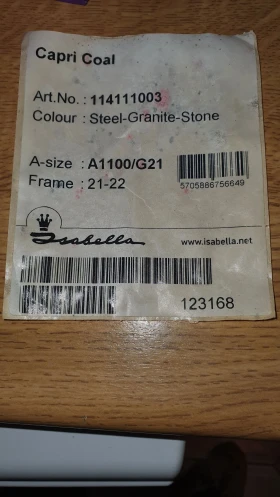 Capri Coal
Art.No. : 114111003
Colour : Steel-Granite-Stone
A-size : A1100/G21
Frame : 21-22
5705886756649
Isabella
www.isabella.net
123168